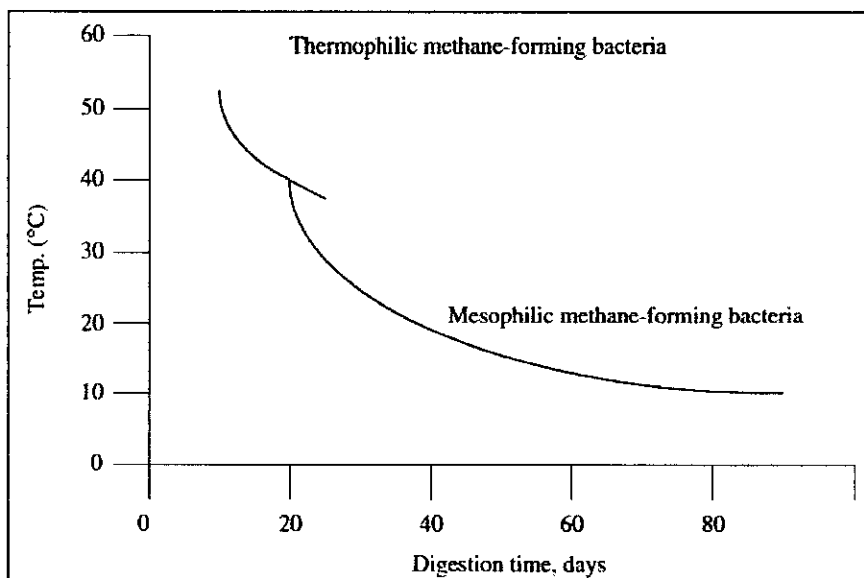 60
Thermophilic methane-forming bacteria
50
40
30
20
Mesophilic methane-forming bacteria
10
0
Temp. (°C)
0 20 40 60 80
Digestion time, days